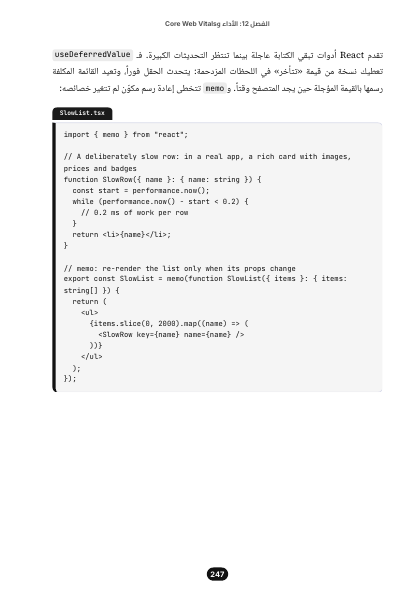 الفصل 12: الأداء وCore Web Vitals
تقدم React أدوات تبقي الكتابة عاجلة بينما تنتظر التحديثات الكبيرة. فـ useDeferredValue
تعطيك نسخة من قيمة «تتأخر» في اللحظات المزدحمة: يتحدث الحقل فوراً، وتعيد القائمة المكلفة
رسمها بالقيمة المؤجلة حين يجد المتصفح وقتاً. و memo تتخطى إعادة رسم مكوّن لم تتغير خصائصه:
SlowList.tsx
import { memo } from "react";
// A deliberately slow row: in a real app, a rich card with images,
prices and badges
function SlowRow({ name }: { name: string }) {
  const start = performance.now();
  while (performance.now() - start < 0.2) {
    // 0.2 ms of work per row
  }
  return <li>{name}</li>;
}
// memo: re-render the list only when its props change
export const SlowList = memo(function SlowList({ items }: { items:
string[] }) {
  return (
    <ul>
      {items.slice(0, 2000).map((name) => (
        <SlowRow key={name} name={name} />
      ))}
    </ul>
  );
});
247